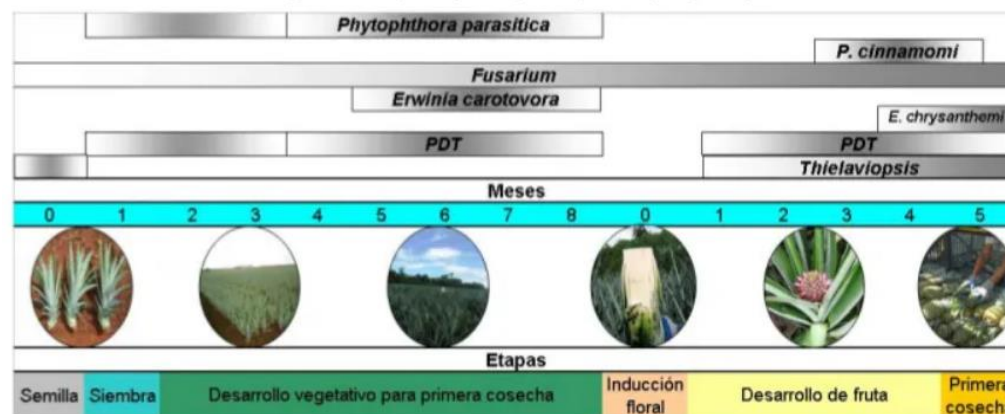 Phytophthora parasitica
P. cinnamomi
Fusarium
Erwinia carotovora
E. chrysanthemi
PDT PDT
Thielaviopsis
Meses
0 1 2 3 4 5 6 7 8 0 1 2 3 4 5
Etapas
Semilla Siembra Desarrollo vegetativo para primera cosecha Inducción floral Desarrollo de fruta Primera cosecha